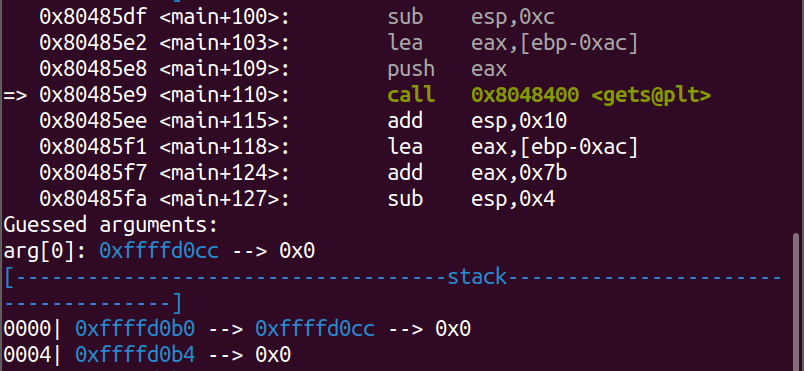 0x80485df <main+100>: sub esp,0xc
0x80485e2 <main+103>: lea eax,[ebp-0xac]
0x80485e8 <main+109>: push eax
=> 0x80485e9 <main+110>: call 0x8048400 <gets@plt>
0x80485ee <main+115>: add esp,0x10
0x80485f1 <main+118>: lea eax,[ebp-0xac]
0x80485f7 <main+124>: add eax,0x7b
0x80485fa <main+127>: sub esp,0x4
Guessed arguments:
arg[0]: 0xffffd0cc --> 0x0
[------------------------------------stack-----------------------
--------------]
0000| 0xffffd0b0 --> 0xffffd0cc --> 0x0
0004| 0xffffd0b4 --> 0x0